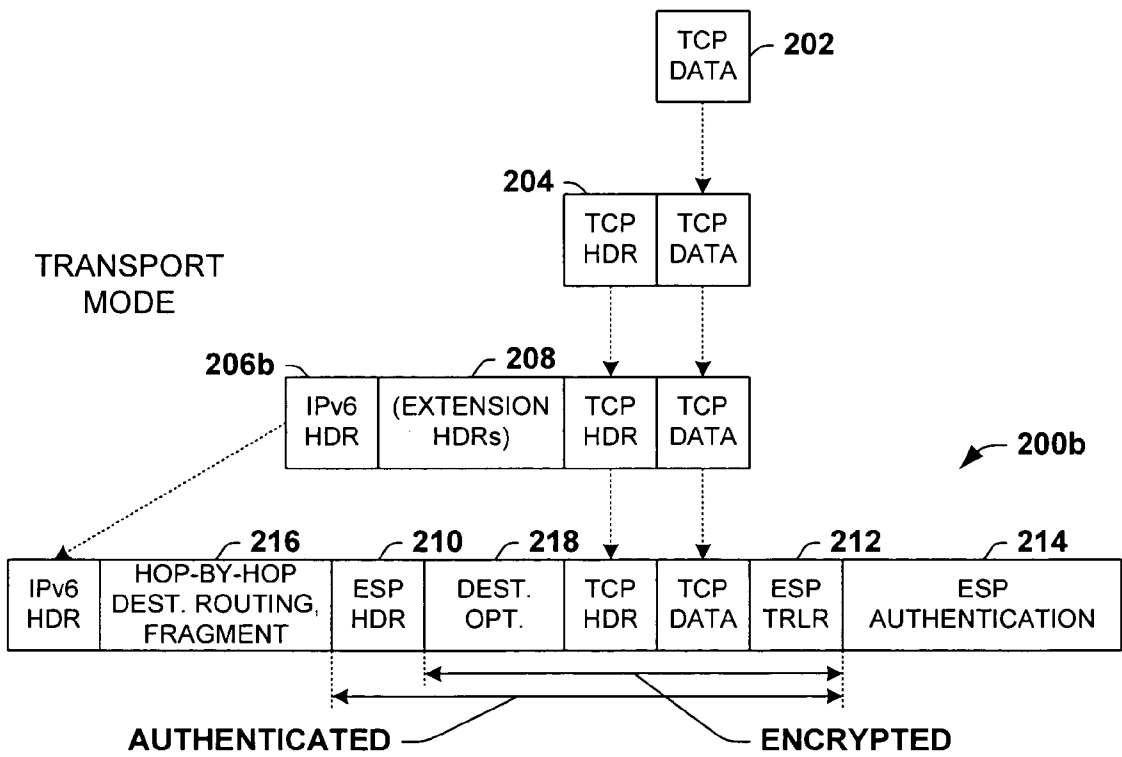 TCP
DATA
202
204
TCP
HDR
TCP
DATA
TRANSPORT
MODE
206b
208
IPv6
HDR
(EXTENSION
HDRs)
TCP
HDR
TCP
DATA
200b
216
210
218
212
214
IPv6
HDR
HOP-BY-HOP
DEST. ROUTING,
FRAGMENT
ESP
HDR
DEST.
OPT.
TCP
HDR
TCP
DATA
ESP
TRLR
ESP
AUTHENTICATION
AUTHENTICATED
ENCRYPTED